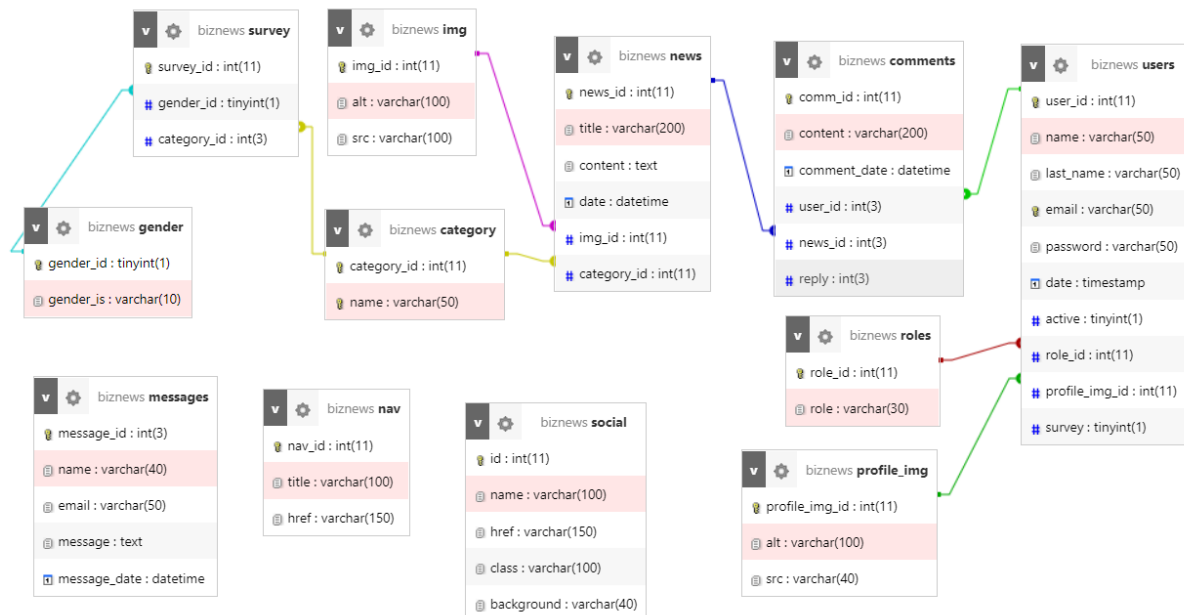 v biznews survey
survey_id : int(11)
gender_id : tinyint(1)
category_id : int(3)
v biznews img
img_id : int(11)
alt : varchar(100)
src : varchar(100)
v biznews news
news_id : int(11)
title : varchar(200)
content : text
date : datetime
img_id : int(11)
category_id : int(11)
v biznews comments
comm_id : int(11)
content : varchar(200)
comment_date : datetime
user_id : int(3)
news_id : int(3)
reply : int(3)
v biznews users
user_id : int(11)
name : varchar(50)
last_name : varchar(50)
email : varchar(50)
password : varchar(50)
date : timestamp
active : tinyint(1)
role_id : int(11)
profile_img_id : int(11)
survey : tinyint(1)
v biznews gender
gender_id : tinyint(1)
gender_is : varchar(10)
v biznews category
category_id : int(11)
name : varchar(50)
v biznews roles
role_id : int(11)
role : varchar(30)
v biznews messages
message_id : int(3)
name : varchar(40)
email : varchar(50)
message : text
message_date : datetime
v biznews nav
nav_id : int(11)
title : varchar(100)
href : varchar(150)
v biznews social
id : int(11)
name : varchar(100)
href : varchar(150)
class : varchar(100)
background : varchar(40)
v biznews profile_img
profile_img_id : int(11)
alt : varchar(100)
src : varchar(40)